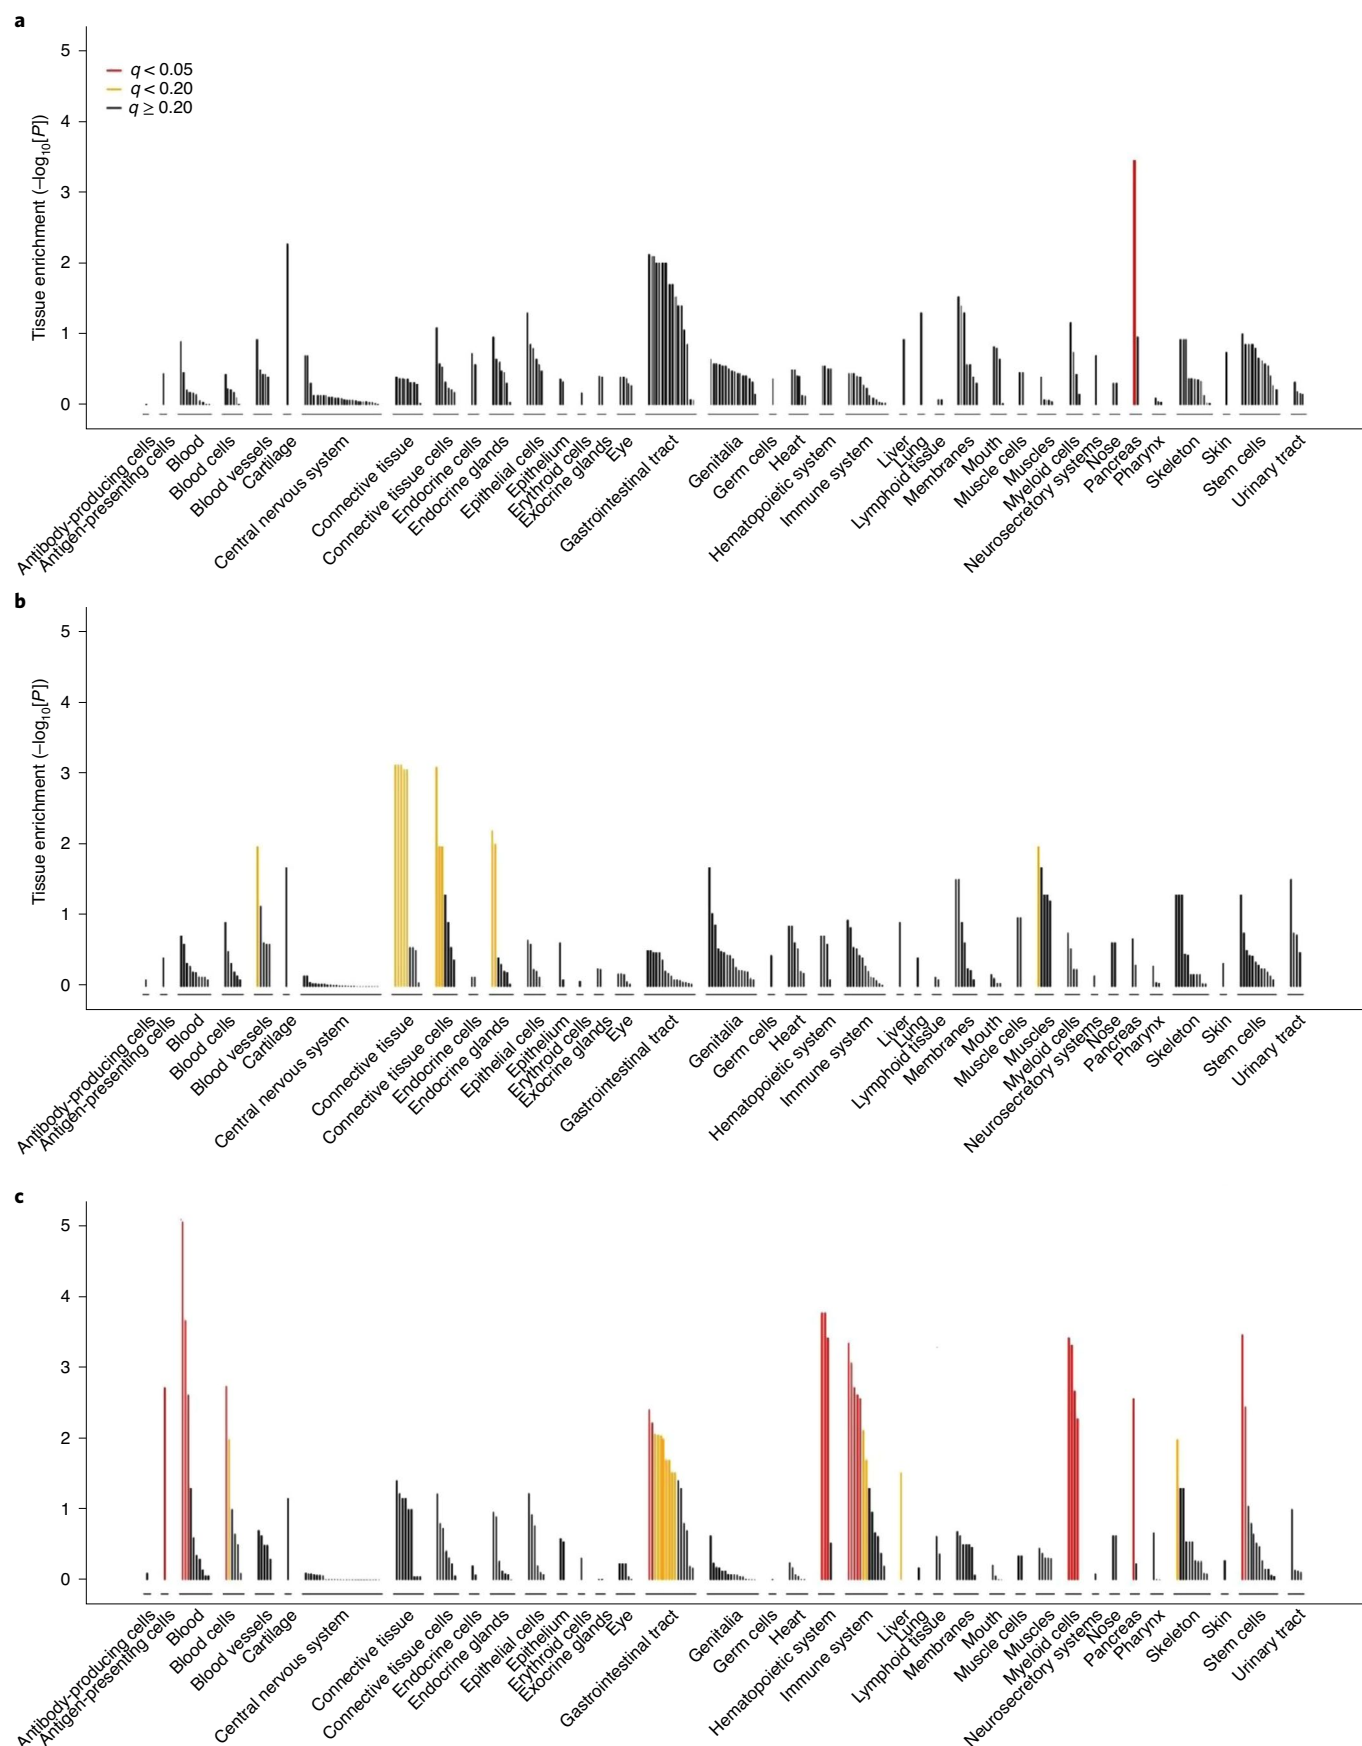 a
5
4
3
2
1
0
Tissue enrichment (–log10[P])
q < 0.05
q < 0.20
q ≥ 0.20
Antibody-producing cells
Antigen-presenting cells
Blood
Blood cells
Blood vessels
Cartilage
Central nervous system
Connective tissue
Connective tissue cells
Endocrine cells
Endocrine glands
Epithelial cells
Epithelium
Erythroid cells
Exocrine glands
Eye
Gastrointestinal tract
Genitalia
Germ cells
Heart
Hematopoietic system
Immune system
Liver
Lung
Lymphoid tissue
Membranes
Mouth
Muscle cells
Muscles
Myeloid cells
Neurosecretory systems
Nose
Pancreas
Pharynx
Skeleton
Skin
Stem cells
Urinary tract
b
5
4
3
2
1
0
Tissue enrichment (–log10[P])
Antibody-producing cells
Antigen-presenting cells
Blood
Blood cells
Blood vessels
Cartilage
Central nervous system
Connective tissue
Connective tissue cells
Endocrine cells
Endocrine glands
Epithelial cells
Epithelium
Erythroid cells
Exocrine glands
Eye
Gastrointestinal tract
Genitalia
Germ cells
Heart
Hematopoietic system
Immune system
Liver
Lung
Lymphoid tissue
Membranes
Mouth
Muscle cells
Muscles
Myeloid cells
Neurosecretory systems
Nose
Pancreas
Pharynx
Skeleton
Skin
Stem cells
Urinary tract
c
5
4
3
2
1
0
Antibody-producing cells
Antigen-presenting cells
Blood
Blood cells
Blood vessels
Cartilage
Central nervous system
Connective tissue
Connective tissue cells
Endocrine cells
Endocrine glands
Epithelial cells
Epithelium
Erythroid cells
Exocrine glands
Eye
Gastrointestinal tract
Genitalia
Germ cells
Heart
Hematopoietic system
Immune system
Liver
Lung
Lymphoid tissue
Membranes
Mouth
Muscle cells
Muscles
Myeloid cells
Neurosecretory systems
Nose
Pancreas
Pharynx
Skeleton
Skin
Stem cells
Urinary tract